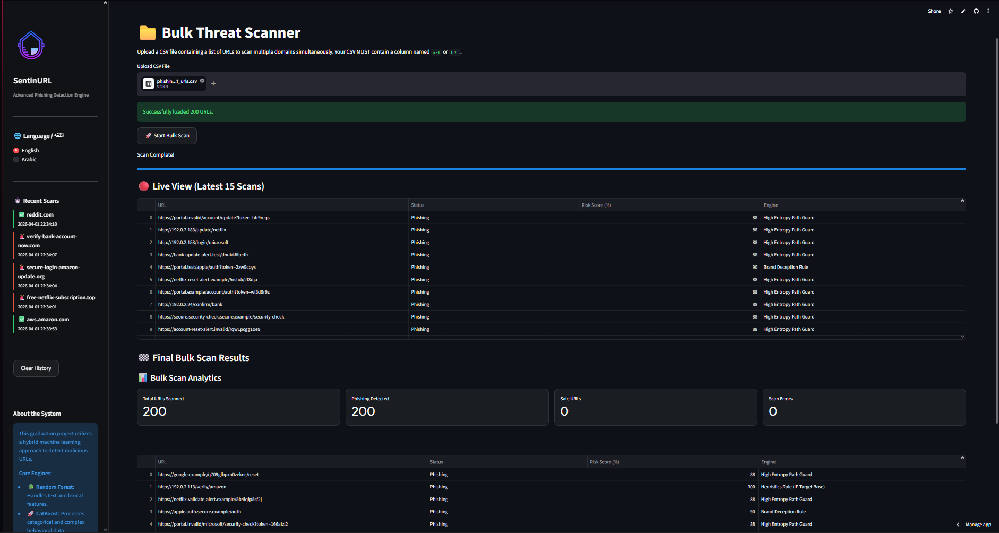 Share
SentinURL
Advanced Phishing Detection Engine
Language / اللغة
English
Arabic
Recent Scans
reddit.com
2026-04-01 22:34:10
verify-bank-account-
now.com
2026-04-01 22:34:07
secure-login-amazon-
update.org
2026-04-01 22:34:04
free-netflix-subscription.top
2026-04-01 22:34:01
aws.amazon.com
2026-04-01 22:33:53
Clear History
About the System
This graduation project utilizes
a hybrid machine learning
approach to detect malicious
URLs.
Core Engines:
Random Forest:
Handles text and lexical
features.
CatBoost: Processes
categorical and complex
behavioral data.
Bulk Threat Scanner
Upload a CSV file containing a list of URLs to scan multiple domains simultaneously. Your CSV MUST contain a column named url or URL.
Upload CSV File
phishin...t_urls.csv
9.2KB
Successfully loaded 200 URLs.
Start Bulk Scan
Scan Complete!
Live View (Latest 15 Scans)
URL Status Risk Score (%) Engine
0 https://portal.invalid/account/update?token=bfr9reqs Phishing 88 High Entropy Path Guard
1 http://192.0.2.183/update/netflix Phishing 88 High Entropy Path Guard
2 http://192.0.2.153/login/microsoft Phishing 88 High Entropy Path Guard
3 https://bank-update-alert.test/dnuk46ftedfz Phishing 88 High Entropy Path Guard
4 https://portal.test/apple/auth?token=2xw9cpys Phishing 90 Brand Deception Rule
5 https://netflix-reset-alert.example/5rshdq2f3dja Phishing 88 High Entropy Path Guard
6 https://portal.example/account/auth?token=wl3d9r9z Phishing 88 High Entropy Path Guard
7 http://192.0.2.24/confirm/bank Phishing 88 High Entropy Path Guard
8 https://secure.security-check.secure.example/security-check Phishing 88 High Entropy Path Guard
9 https://account-reset-alert.invalid/rqw1pcgg1oe9 Phishing 88 High Entropy Path Guard
Final Bulk Scan Results
Bulk Scan Analytics
Total URLs Scanned
200
Phishing Detected
200
Safe URLs
0
Scan Errors
0
URL Status Risk Score (%) Engine
0 https://google.example/q709glbpxn0zeknc/reset Phishing 88 High Entropy Path Guard
1 http://192.0.2.113/verify/amazon Phishing 100 Heuristics Rule (IP Target Base)
2 https://netflix-validate-alert.example/5b4iqfp5sf2j Phishing 88 High Entropy Path Guard
3 https://apple.auth.secure.example/auth Phishing 90 Brand Deception Rule
4 https://portal.invalid/microsoft/security-check?token=166afzl2 Phishing 88 High Entropy Path Guard
Manage app